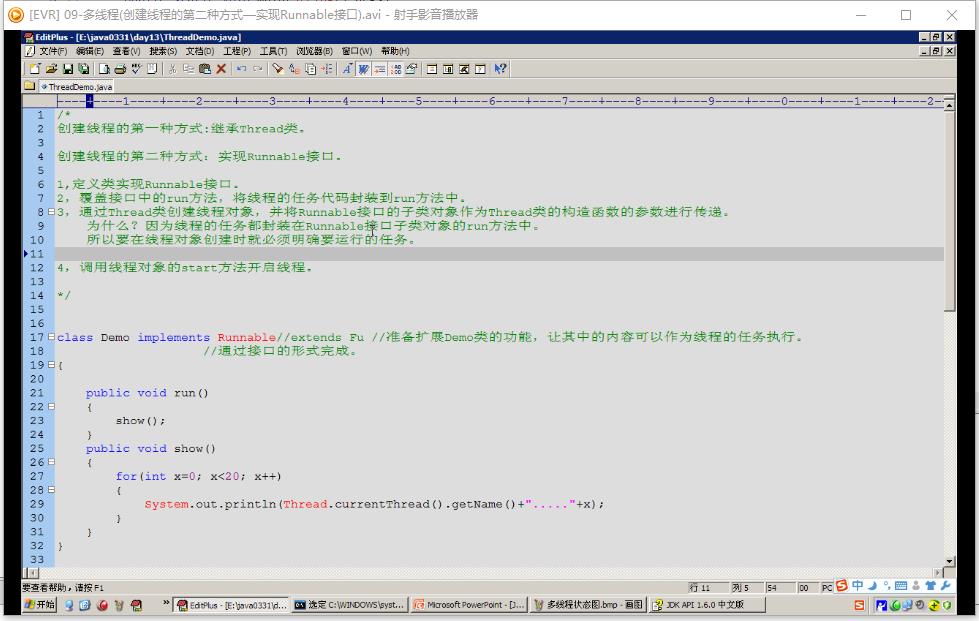 [EVR] 09-多线程(创建线程的第二种方式—实现Runnable接口).avi - 射手影音播放器
EditPlus - [E:\java0331\day13\ThreadDemo.java]
文件(F) 编辑(E) 查看(V) 搜索(S) 文档(D) 工程(P) 工具(T) 浏览器(B) 窗口(W) 帮助(H)
ThreadDemo.java
----+----1----+----2----+----3----+----4----+----5----+----6----+----7----+----8----+----9----+----0----+----1----+----2--
1 /*
2 创建线程的第一种方式:继承Thread类。
3
4 创建线程的第二种方式：实现Runnable接口。
5
6 1,定义类实现Runnable接口。
7 2，覆盖接口中的run方法，将线程的任务代码封装到run方法中。
8 3，通过Thread类创建线程对象，并将Runnable接口的子类对象作为Thread类的构造函数的参数进行传递。
9 为什么？因为线程的任务都封装在Runnable接口子类对象的run方法中。
10 所以要在线程对象创建时就必须明确要运行的任务。
11
12 4，调用线程对象的start方法开启线程。
13
14 */
15
16
17 class Demo implements Runnable//extends Fu //准备扩展Demo类的功能，让其中的内容可以作为线程的任务执行。
18 //通过接口的形式完成。
19 {
20
21 public void run()
22 {
23 show();
24 }
25 public void show()
26 {
27 for(int x=0; x<20; x++)
28 {
29 System.out.println(Thread.currentThread().getName()+"....."+x);
30 }
31 }
32 }
33
要查看帮助，请按F1 行 11 列 5 54 00 PC 中
开始 EditPlus - [E:\java0331\d... 选定 C:\WINDOWS\syst... Microsoft PowerPoint - [J... 多线程状态图.bmp - 画图 JDK API 1.6.0 中文版